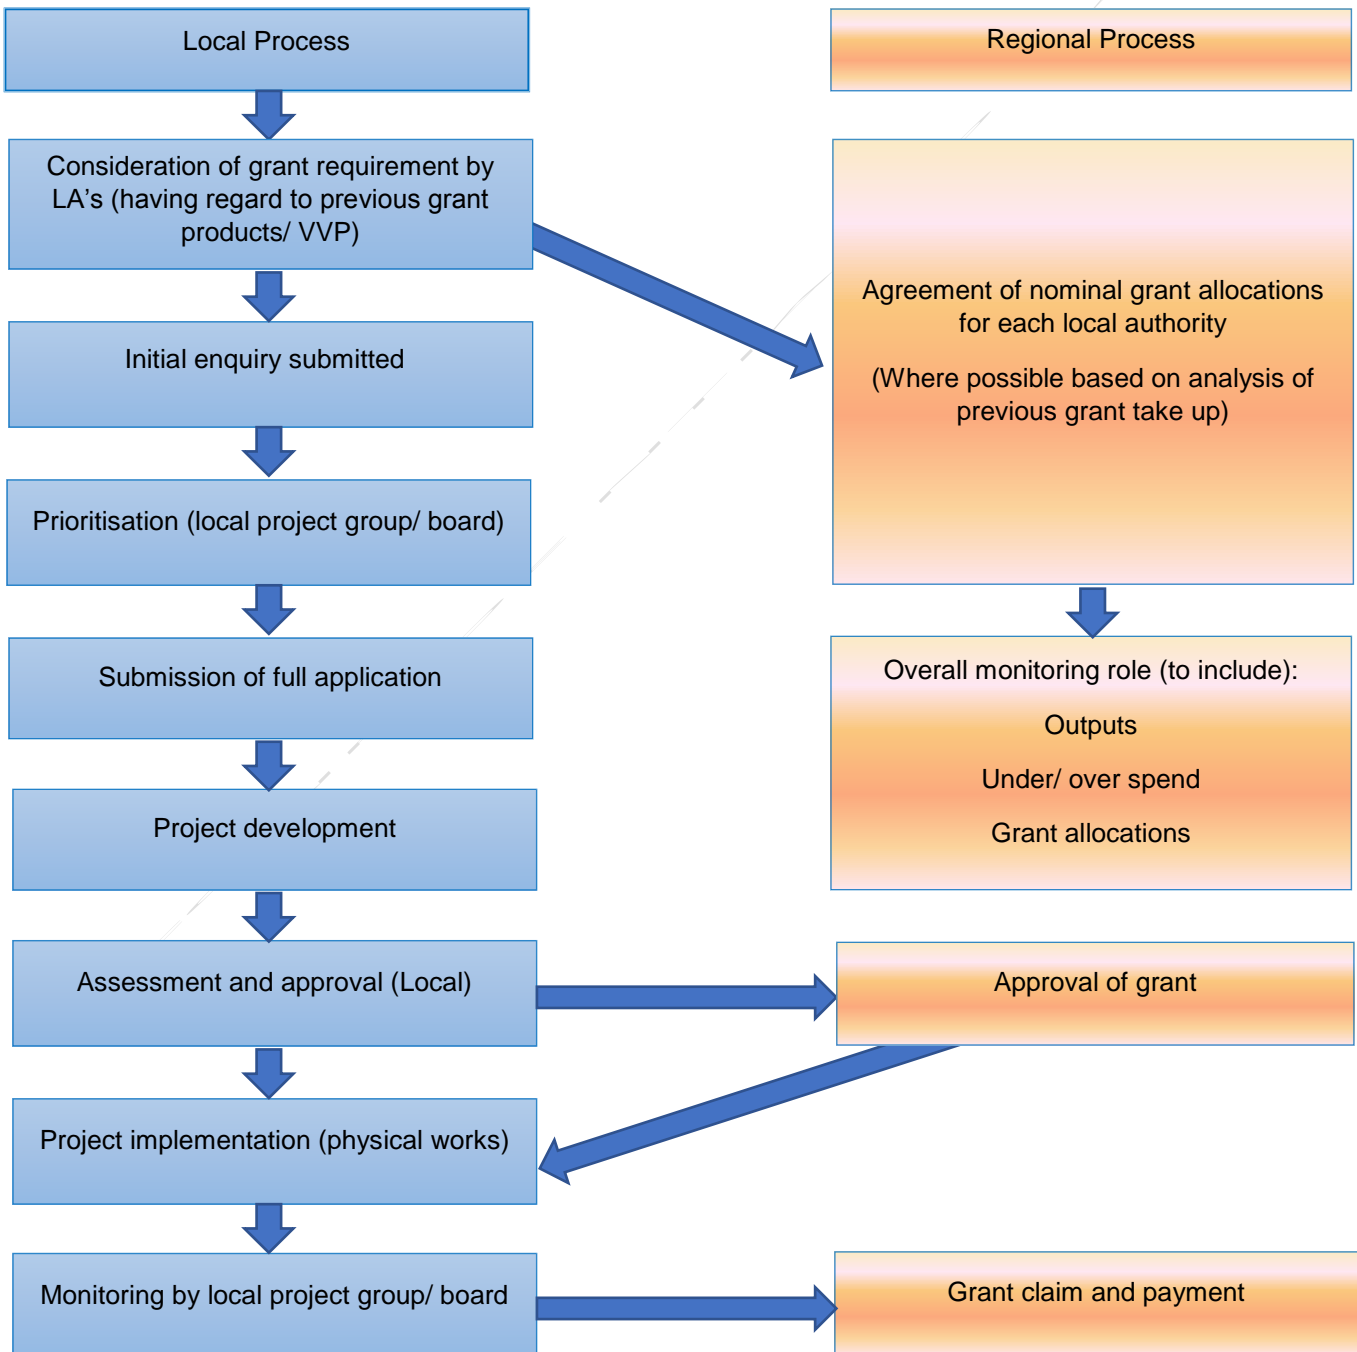 Local Process
Regional Process
Consideration of grant requirement by
LA’s (having regard to previous grant
products/ VVP)
Agreement of nominal grant allocations
for each local authority
(Where possible based on analysis of
previous grant take up)
Initial enquiry submitted
Prioritisation (local project group/ board)
Submission of full application
Overall monitoring role (to include):
Outputs
Under/ over spend
Grant allocations
Project development
Assessment and approval (Local)
Approval of grant
Project implementation (physical works)
Monitoring by local project group/ board
Grant claim and payment